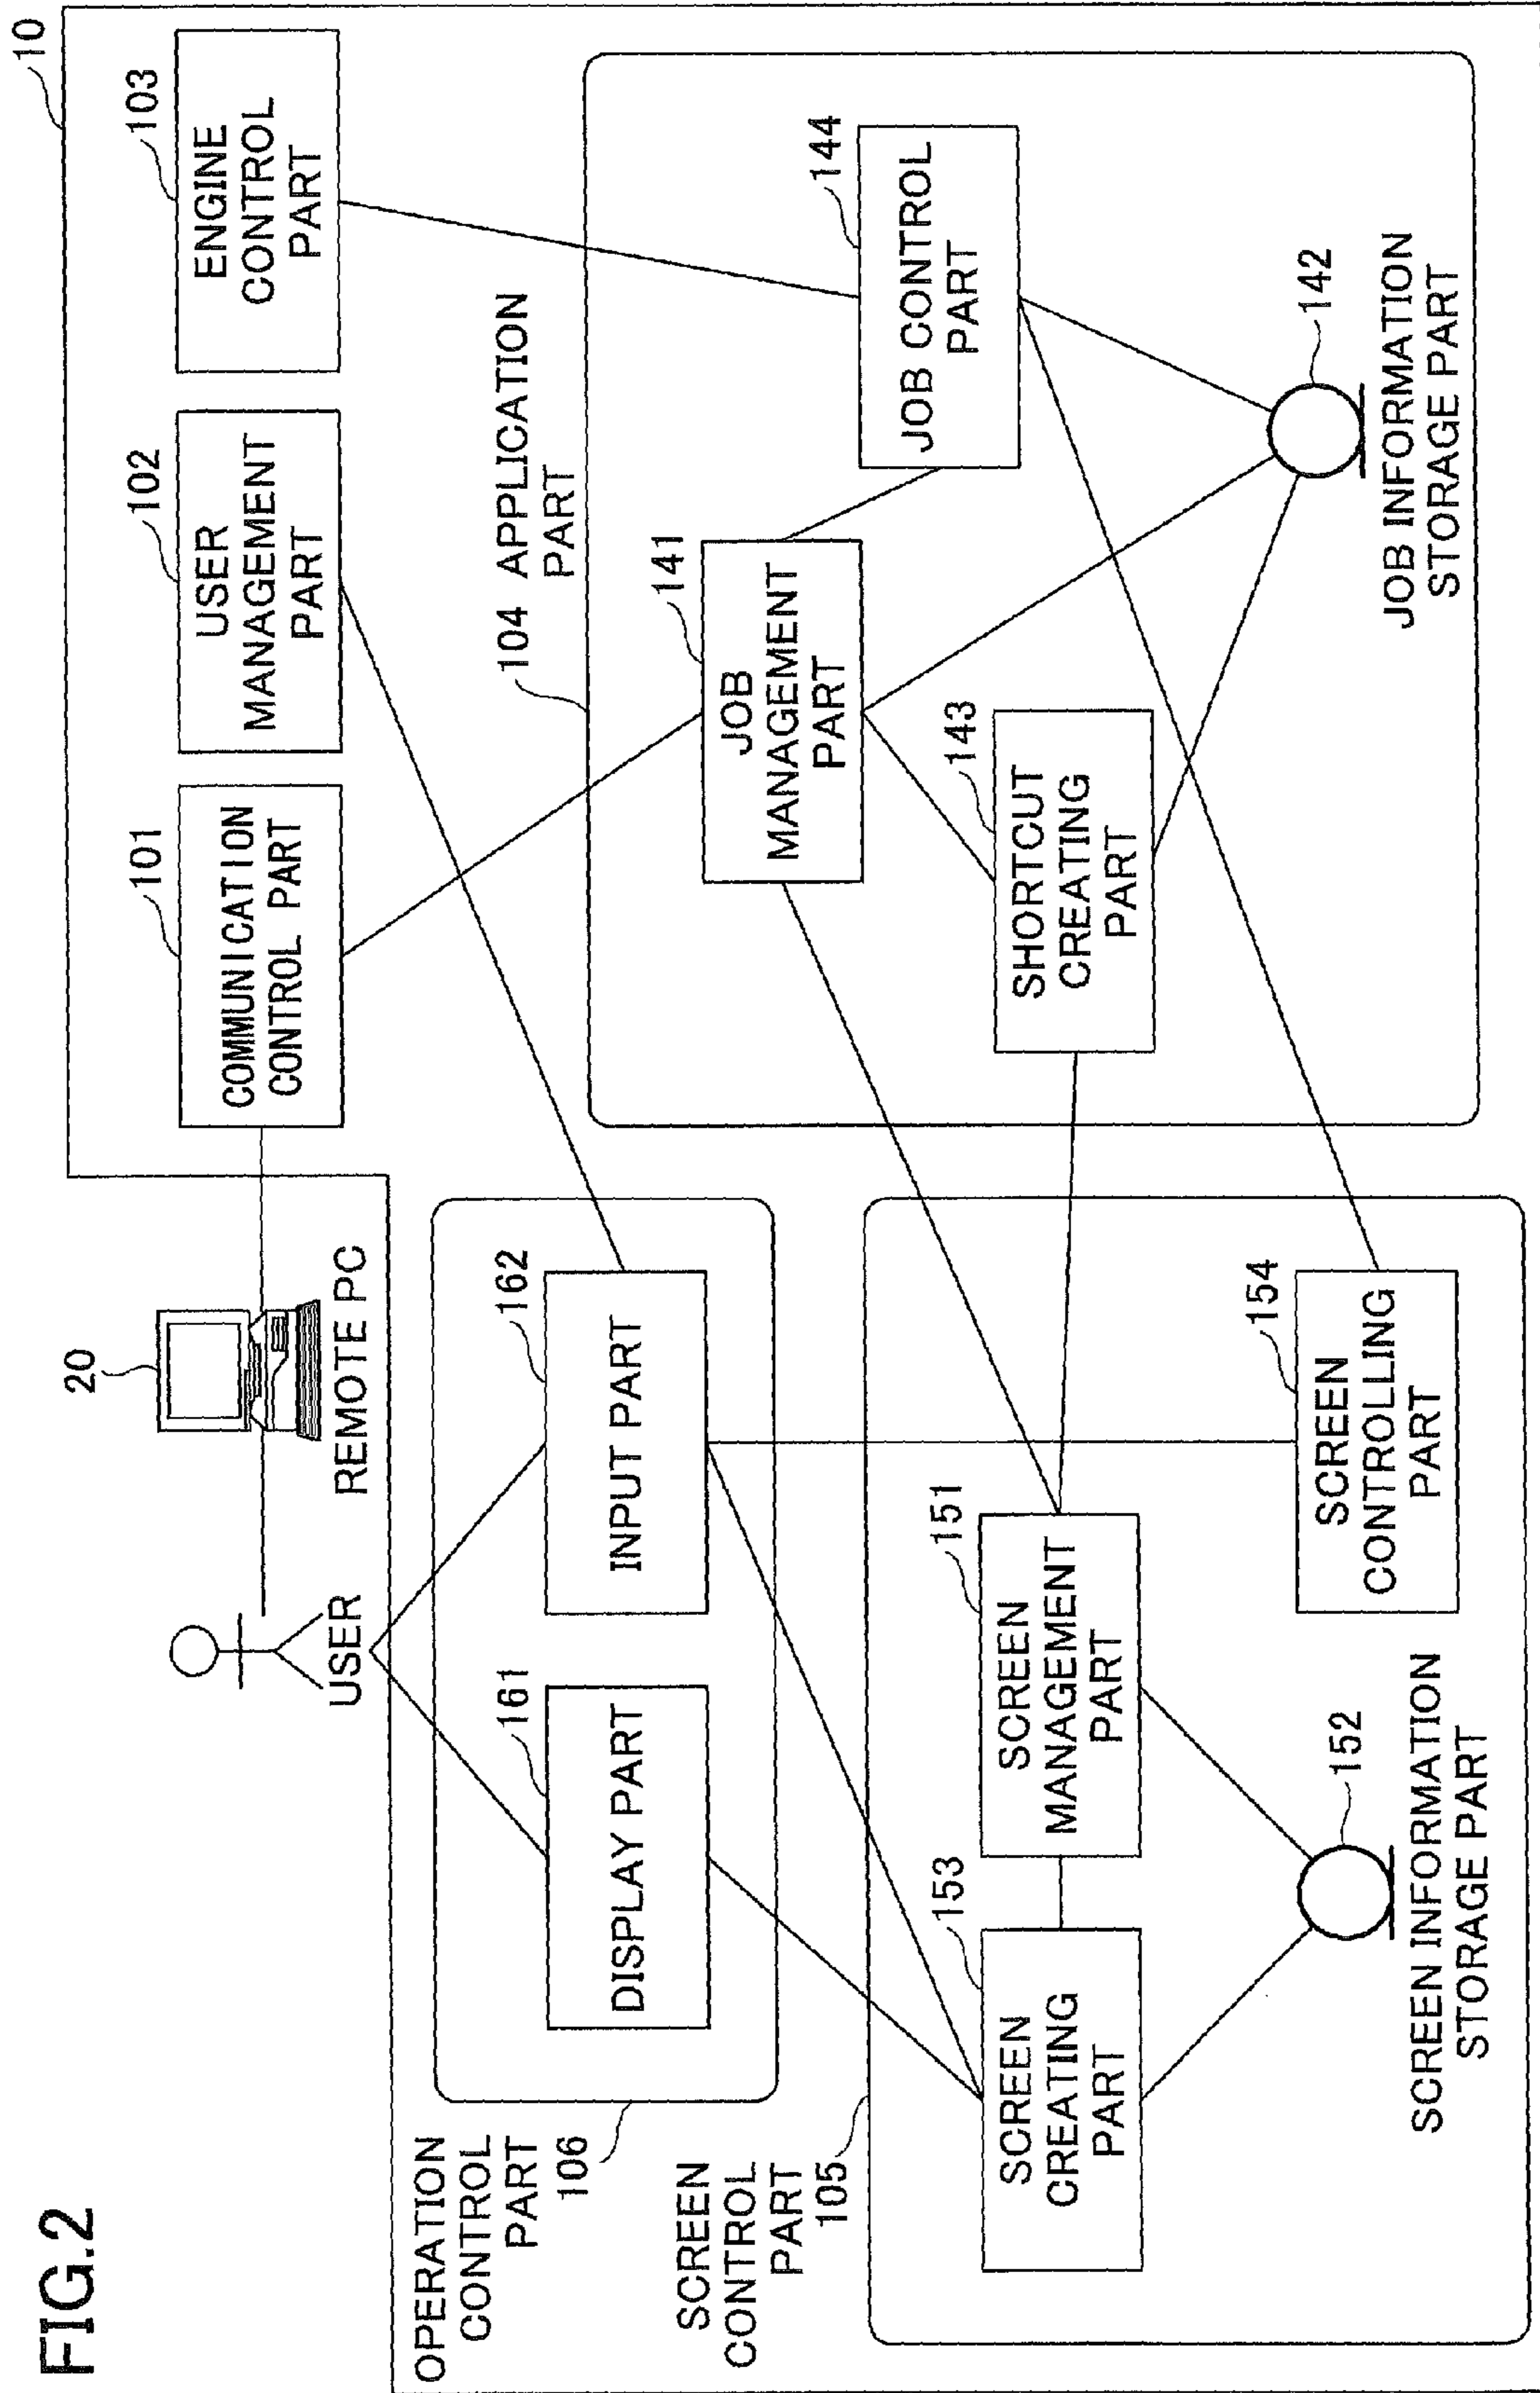 FIG.2
10
20
REMOTE PC
USER
101
COMMUNICATION
CONTROL PART
102
USER
MANAGEMENT
PART
103
ENGINE
CONTROL
PART
OPERATION
CONTROL
PART
106
161
DISPLAY PART
162
INPUT PART
104 APPLICATION
PART
141
JOB
MANAGEMENT
PART
144
JOB CONTROL
PART
143
SHORTCUT
CREATING
PART
142
JOB INFORMATION
STORAGE PART
SCREEN
CONTROL
PART
105
153
SCREEN
CREATING
PART
151
SCREEN
MANAGEMENT
PART
154
SCREEN
CONTROLLING
PART
152
SCREEN INFORMATION
STORAGE PART